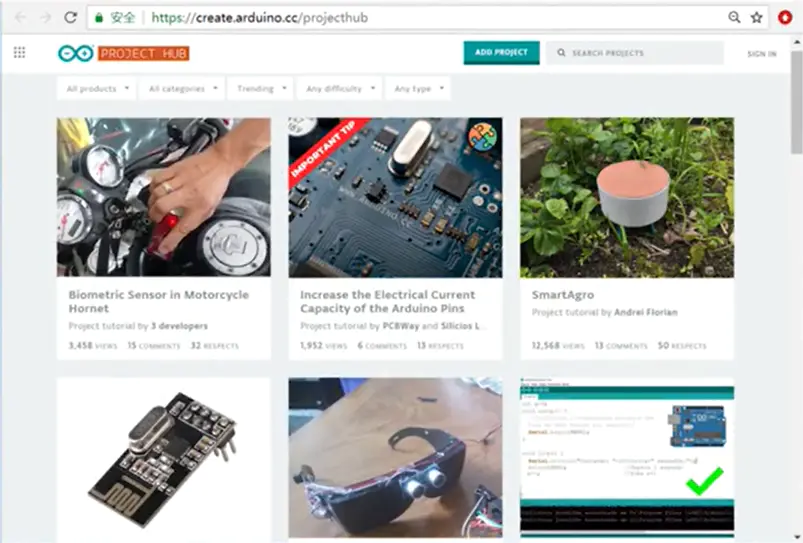 安全 https://create.arduino.cc/projecthub
PROJECT HUB
ADD PROJECT
SEARCH PROJECTS
SIGN IN
All products
All categories
Trending
Any difficulty
Any type
IMPORTANT TIP
Biometric Sensor in Motorcycle
Hornet
Project tutorial by 3 developers
3,458 VIEWS 15 COMMENTS 32 RESPECTS
Increase the Electrical Current
Capacity of the Arduino Pins
Project tutorial by PCBWay and Silícios L...
1,952 VIEWS 6 COMMENTS 13 RESPECTS
SmartAgro
Project tutorial by Andrei Florian
12,568 VIEWS 13 COMMENTS 50 RESPECTS